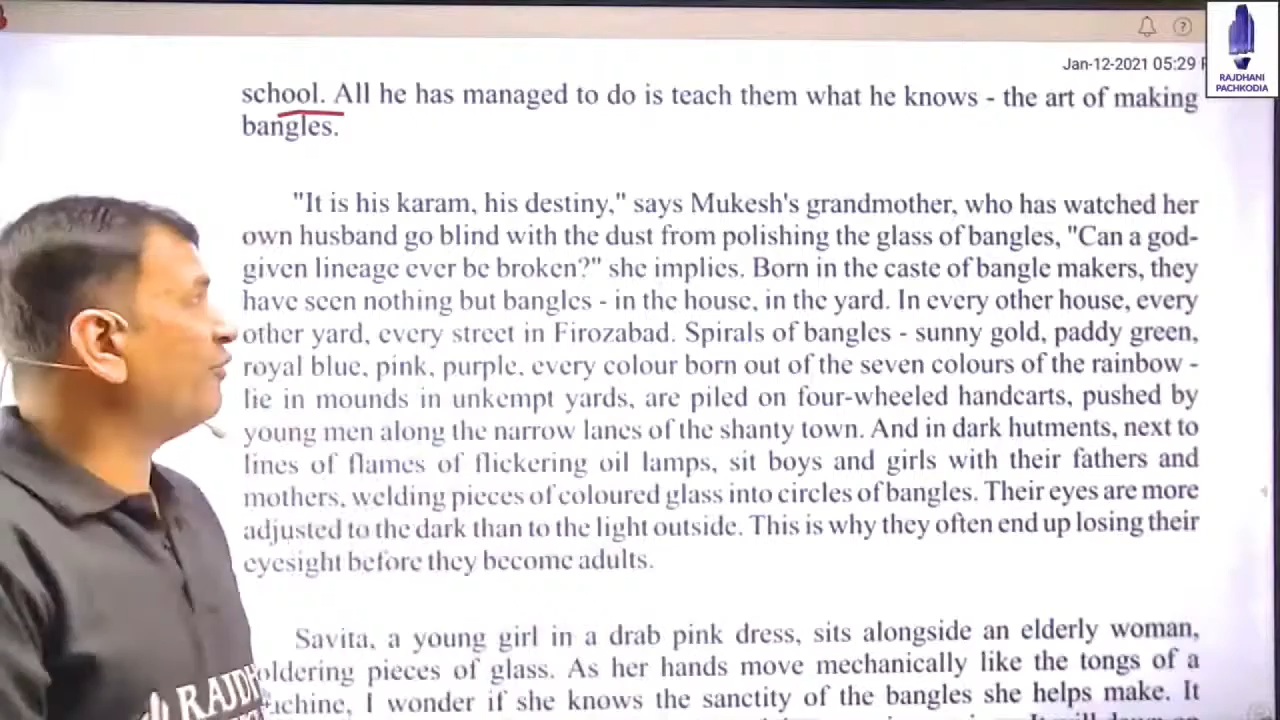 RAJDHANI
PACHKODIA
Jan-12-2021 05:29
school. All he has managed to do is teach them what he knows - the art of making
bangles.
"It is his karam, his destiny," says Mukesh's grandmother, who has watched her
own husband go blind with the dust from polishing the glass of bangles, "Can a god-
given lineage ever be broken?" she implies. Born in the caste of bangle makers, they
have seen nothing but bangles - in the house, in the yard. In every other house, every
other yard, every street in Firozabad. Spirals of bangles - sunny gold, paddy green,
royal blue, pink, purple, every colour born out of the seven colours of the rainbow -
lie in mounds in unkempt yards, are piled on four-wheeled handcarts, pushed by
young men along the narrow lanes of the shanty town. And in dark hutments, next to
lines of flames of flickering oil lamps, sit boys and girls with their fathers and
mothers, welding pieces of coloured glass into circles of bangles. Their eyes are more
adjusted to the dark than to the light outside. This is why they often end up losing their
eyesight before they become adults.
Savita, a young girl in a drab pink dress, sits alongside an elderly woman,
oldering pieces of glass. As her hands move mechanically like the tongs of a
chine, I wonder if she knows the sanctity of the bangles she helps make. It
RAJDH